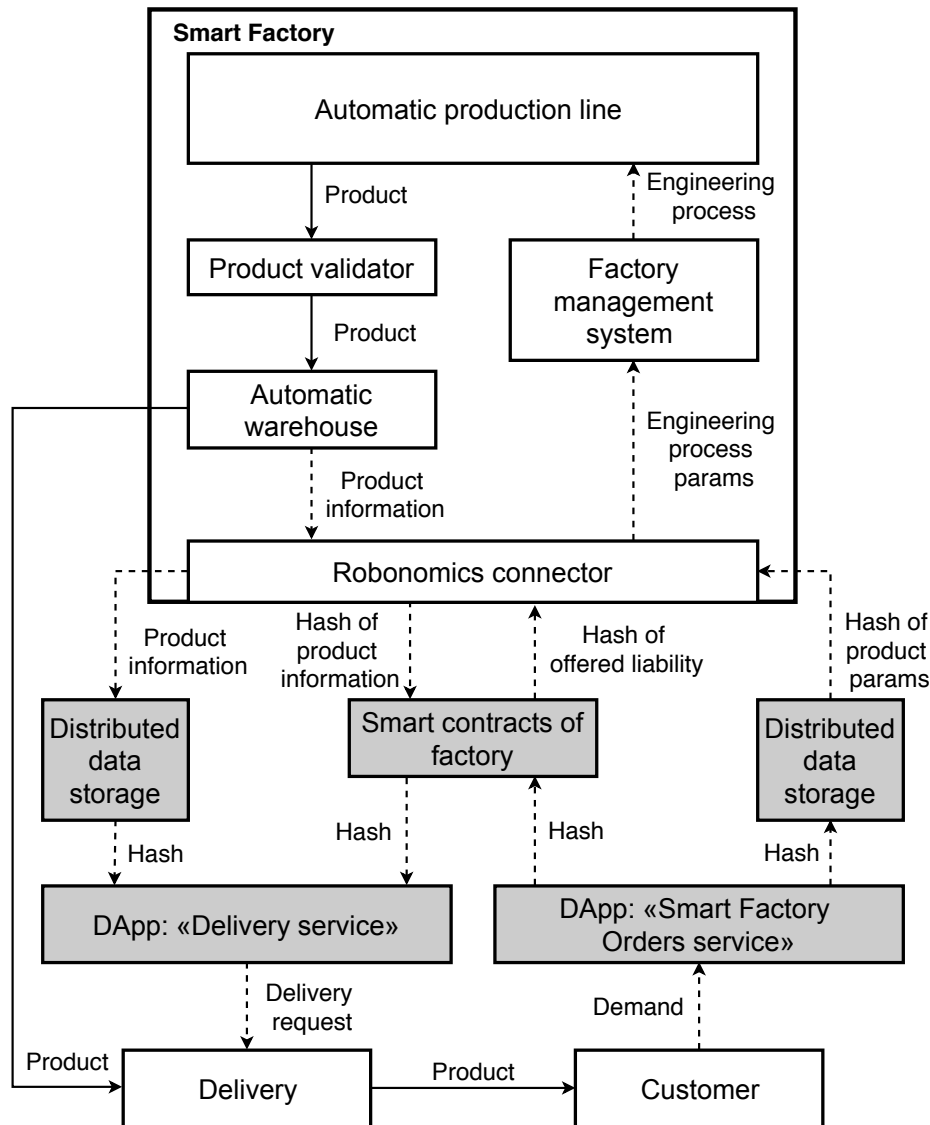 Smart Factory
Automatic production line
Product
Engineering
process
Product validator
Factory
management
system
Product
Automatic
warehouse
Engineering
process
params
Product
information
Robonomics connector
Product
information
Hash of
product
information
Hash of
offered liability
Hash of
product
params
Distributed
data
storage
Smart contracts of
factory
Distributed
data
storage
Hash
Hash
Hash
Hash
DApp: «Delivery service»
DApp: «Smart Factory
Orders service»
Delivery
request
Demand
Product
Delivery
Product
Customer